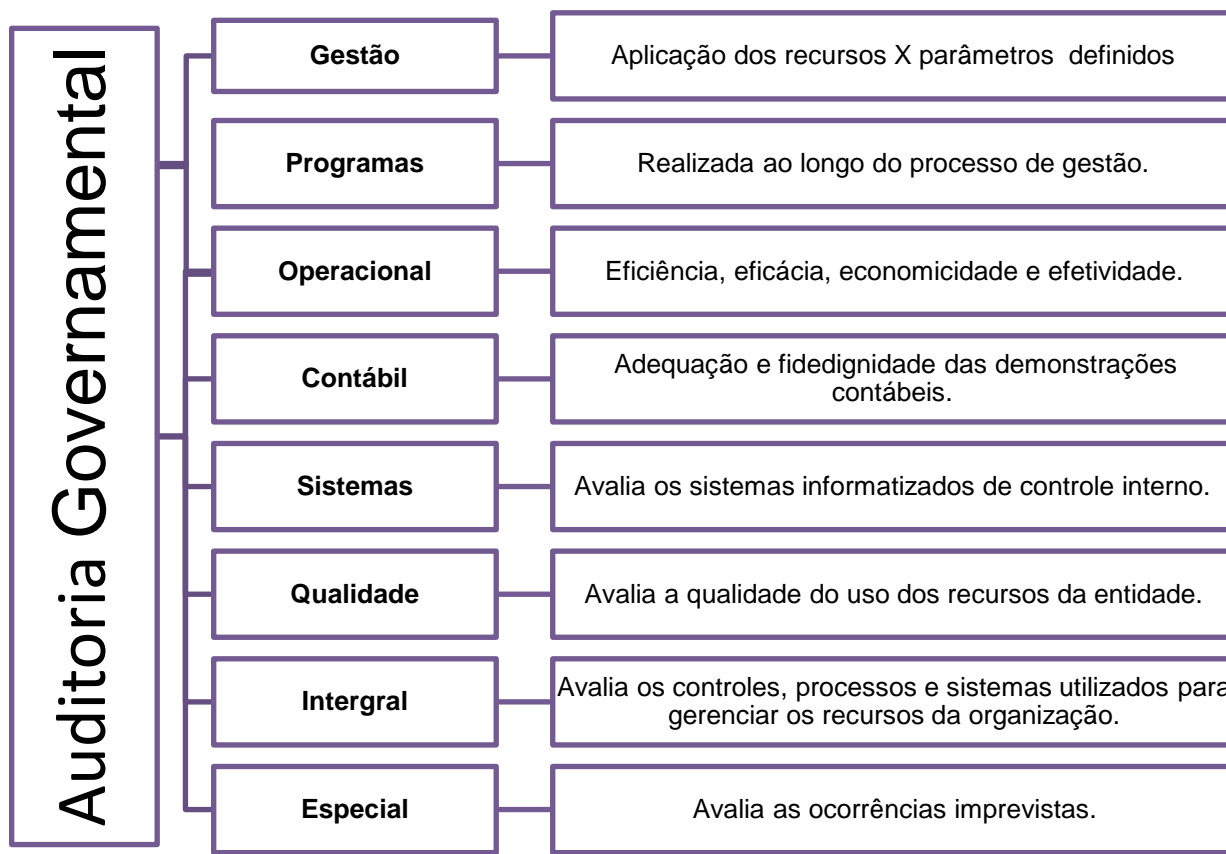 Auditoria Governamental
Gestão
Aplicação dos recursos X parâmetros definidos
Programas
Realizada ao longo do processo de gestão.
Operacional
Eficiência, eficácia, economicidade e efetividade.
Contábil
Adequação e fidedignidade das demonstrações
contábeis.
Sistemas
Avalia os sistemas informatizados de controle interno.
Qualidade
Avalia a qualidade do uso dos recursos da entidade.
Intergral
Avalia os controles, processos e sistemas utilizados para
gerenciar os recursos da organização.
Especial
Avalia as ocorrências imprevistas.